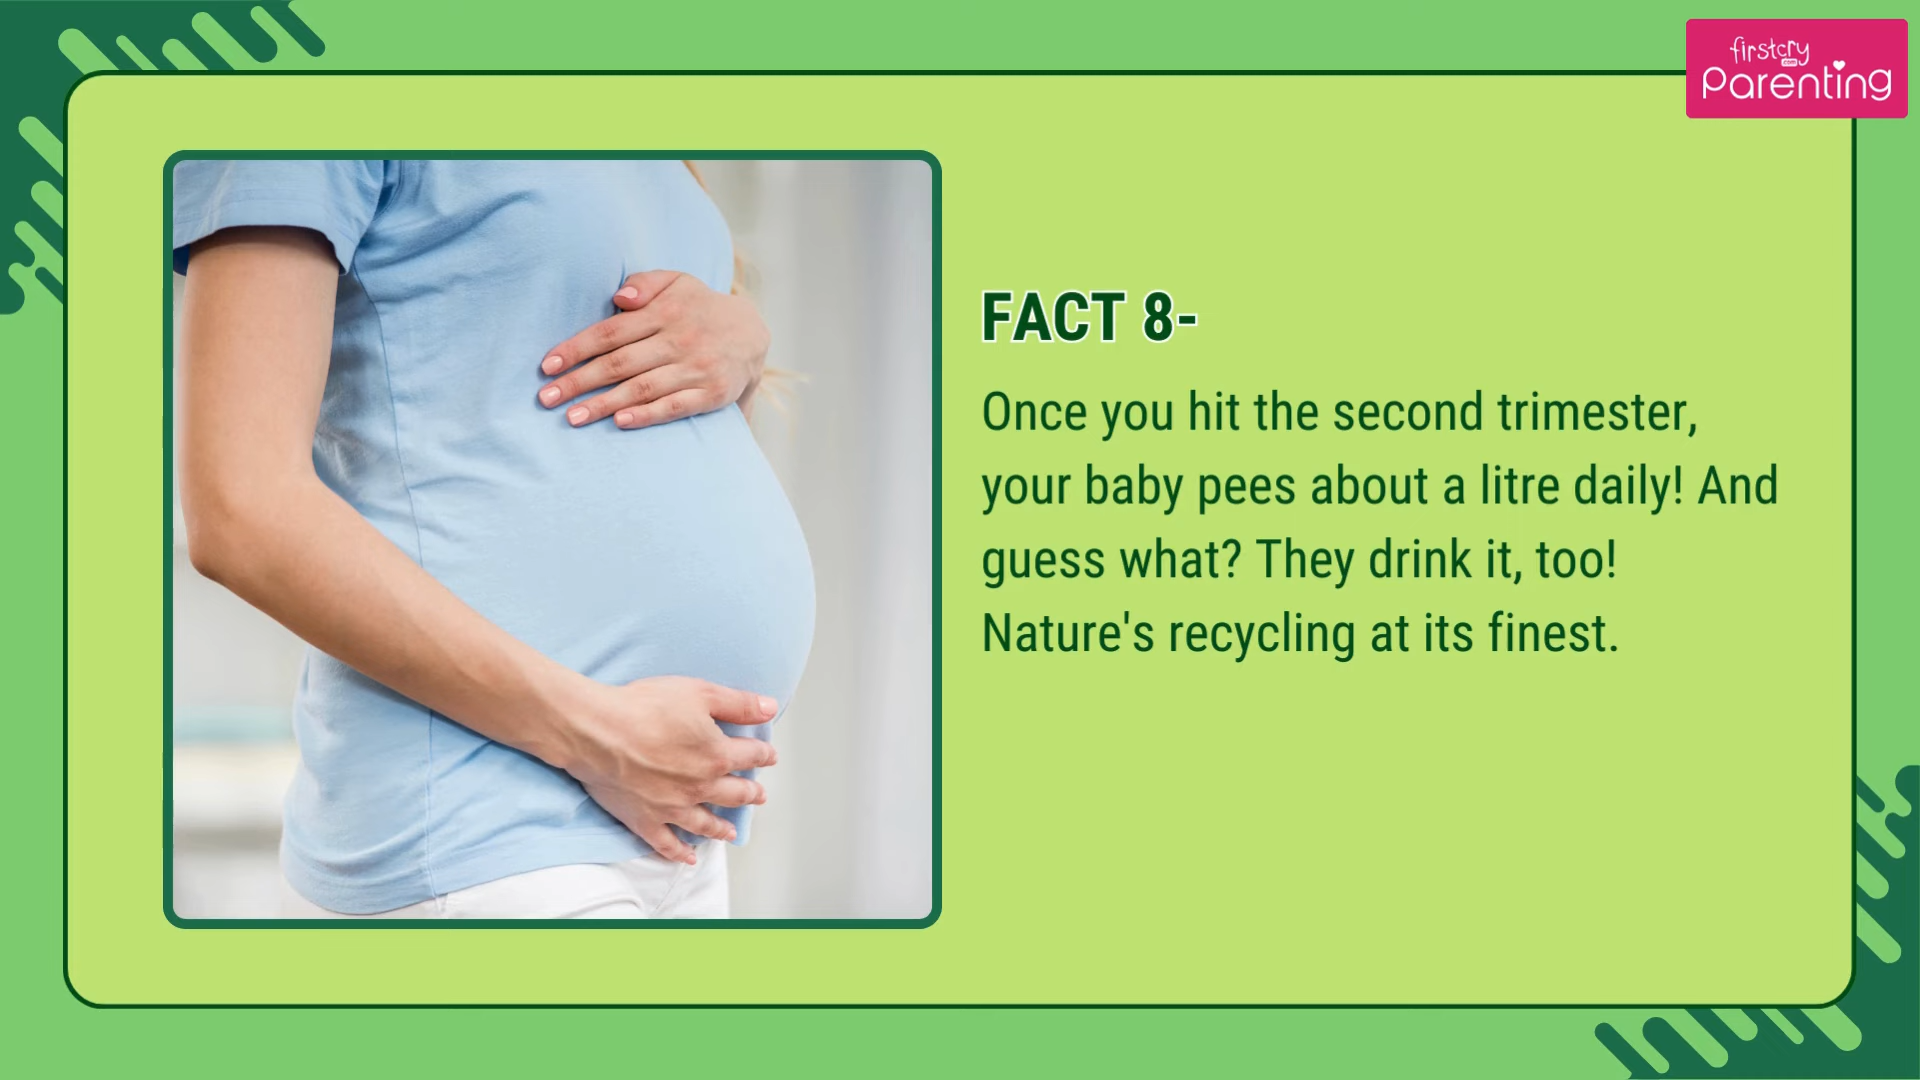 firstcry
.com
Parenting
FACT 8-
Once you hit the second trimester,
your baby pees about a litre daily! And
guess what? They drink it, too!
Nature's recycling at its finest.